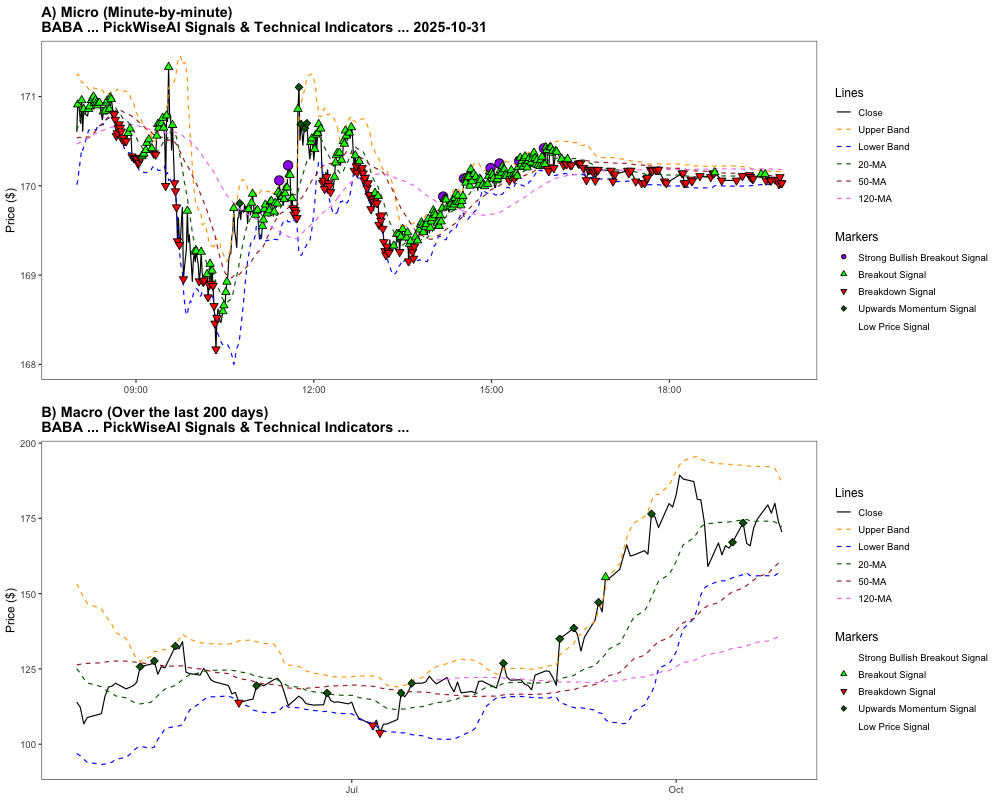 A) Micro (Minute-by-minute)
BABA ... PickWiseAI Signals & Technical Indicators ... 2025-10-31
Price ($)
171
170
169
168
09:00
12:00
15:00
18:00
Lines
Close
Upper Band
Lower Band
20-MA
50-MA
120-MA
Markers
Strong Bullish Breakout Signal
Breakout Signal
Breakdown Signal
Upwards Momentum Signal
Low Price Signal
B) Macro (Over the last 200 days)
BABA ... PickWiseAI Signals & Technical Indicators ...
Price ($)
200
175
150
125
100
Jul
Oct
Lines
Close
Upper Band
Lower Band
20-MA
50-MA
120-MA
Markers
Strong Bullish Breakout Signal
Breakout Signal
Breakdown Signal
Upwards Momentum Signal
Low Price Signal